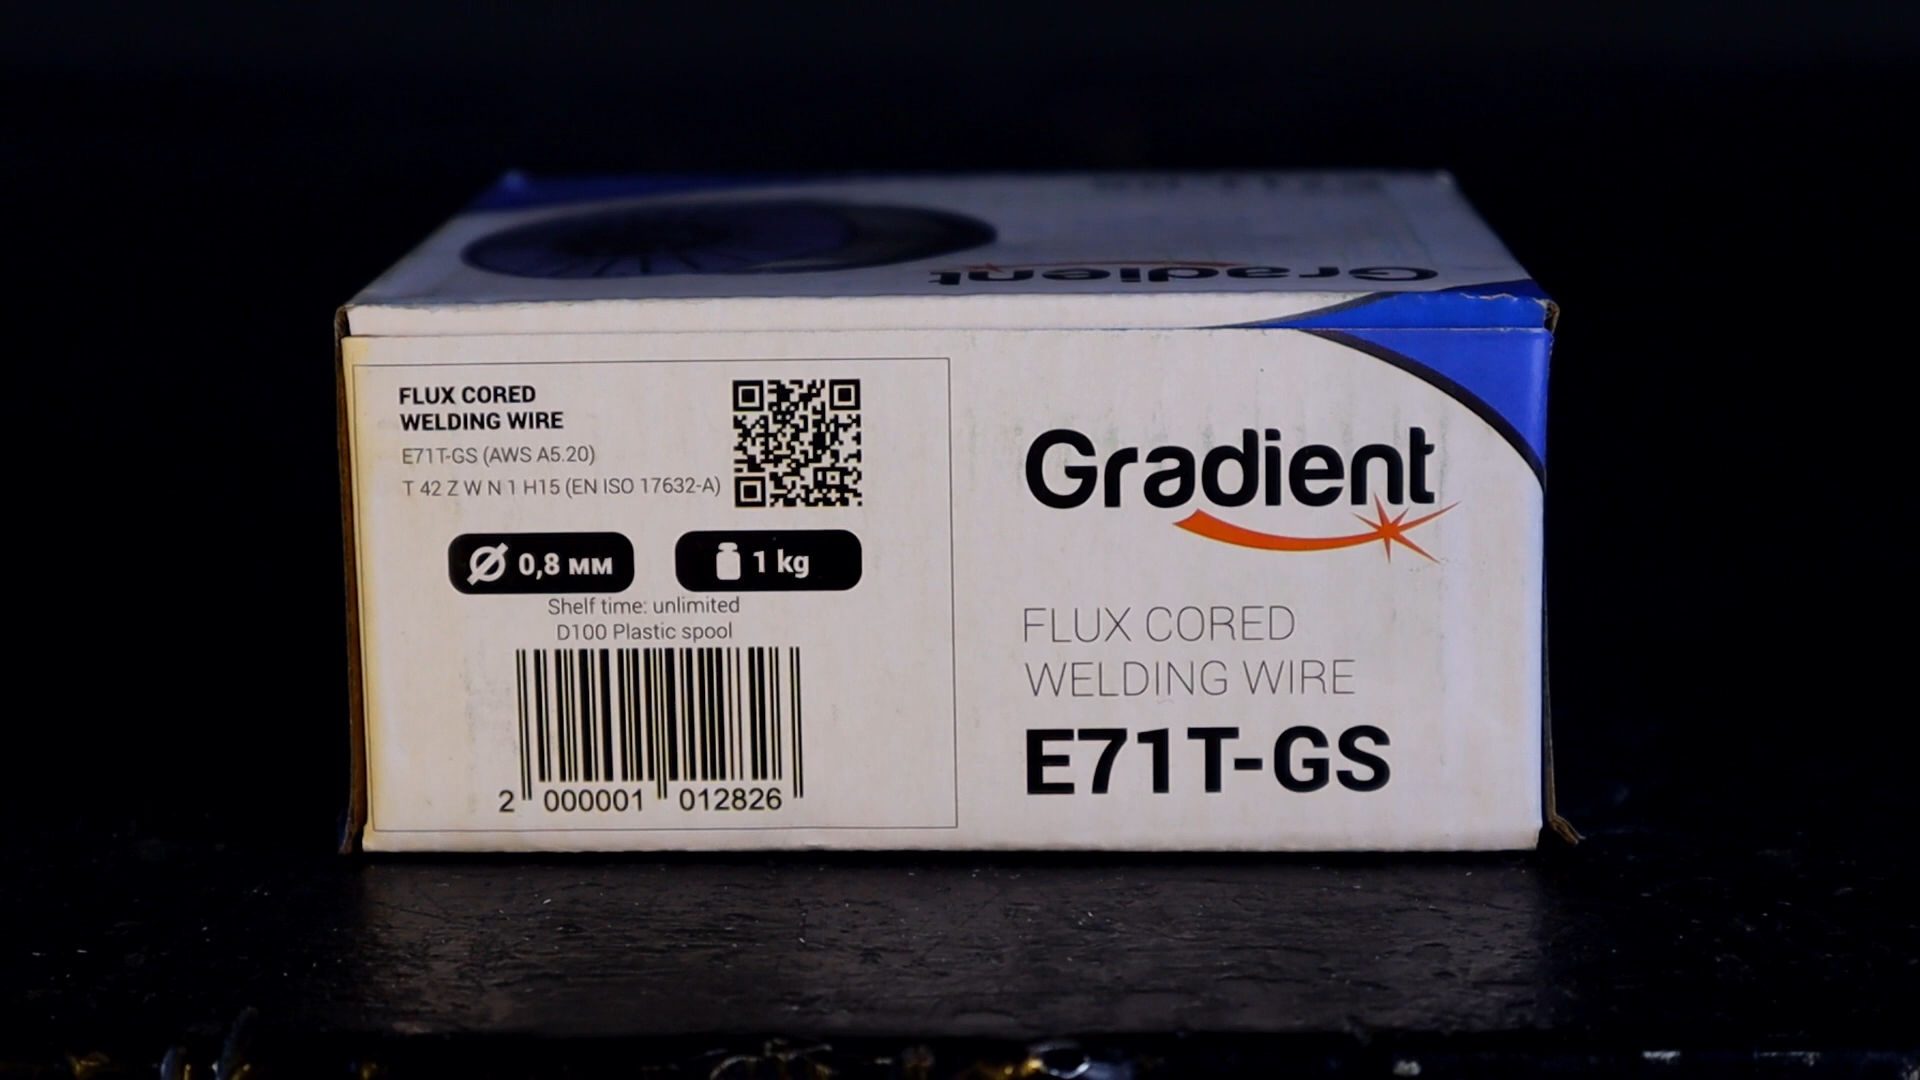 Gradient
FLUX CORED
WELDING WIRE
E71T-GS (AWS A5.20)
T 42 Z W N 1 H15 (EN ISO 17632-A)
0,8 мм
1 kg
Shelf time: unlimited
D100 Plastic spool
2 000001 012826
Gradient
FLUX CORED
WELDING WIRE
E71T-GS